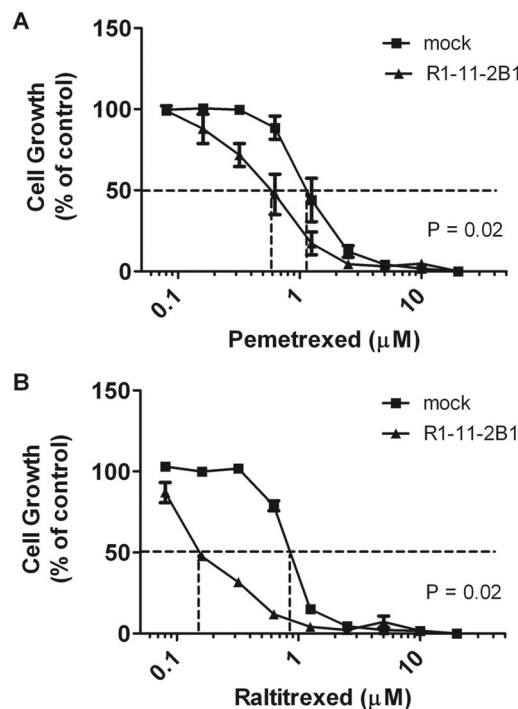 A
150
100
50
0
Cell Growth
(% of control)
mock
R1-11-2B1
P = 0.02
0.1
1
10
Pemetrexed (μM)
B
150
100
50
0
Cell Growth
(% of control)
mock
R1-11-2B1
P = 0.02
0.1
1
10
Raltitrexed (μM)